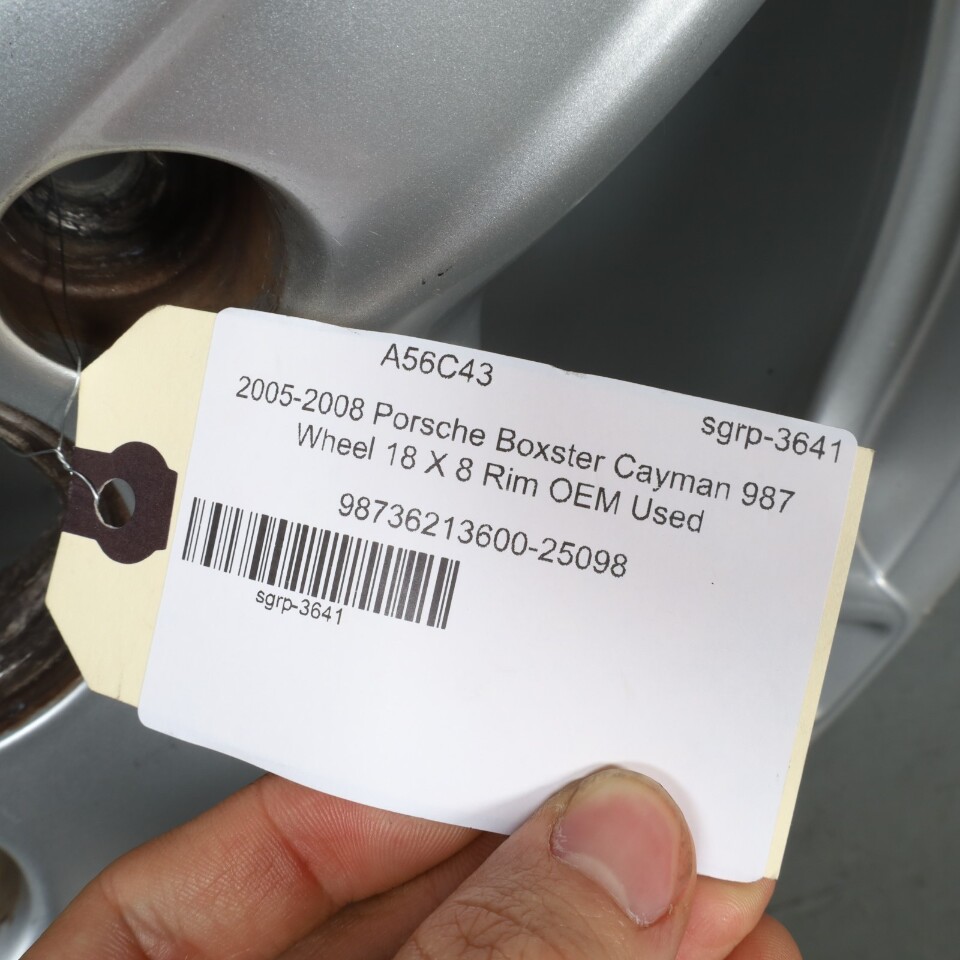 A56C43
sgrp-3641
2005-2008 Porsche Boxster Cayman 987
Wheel 18 X 8 Rim OEM Used
98736213600-25098
sgrp-3641